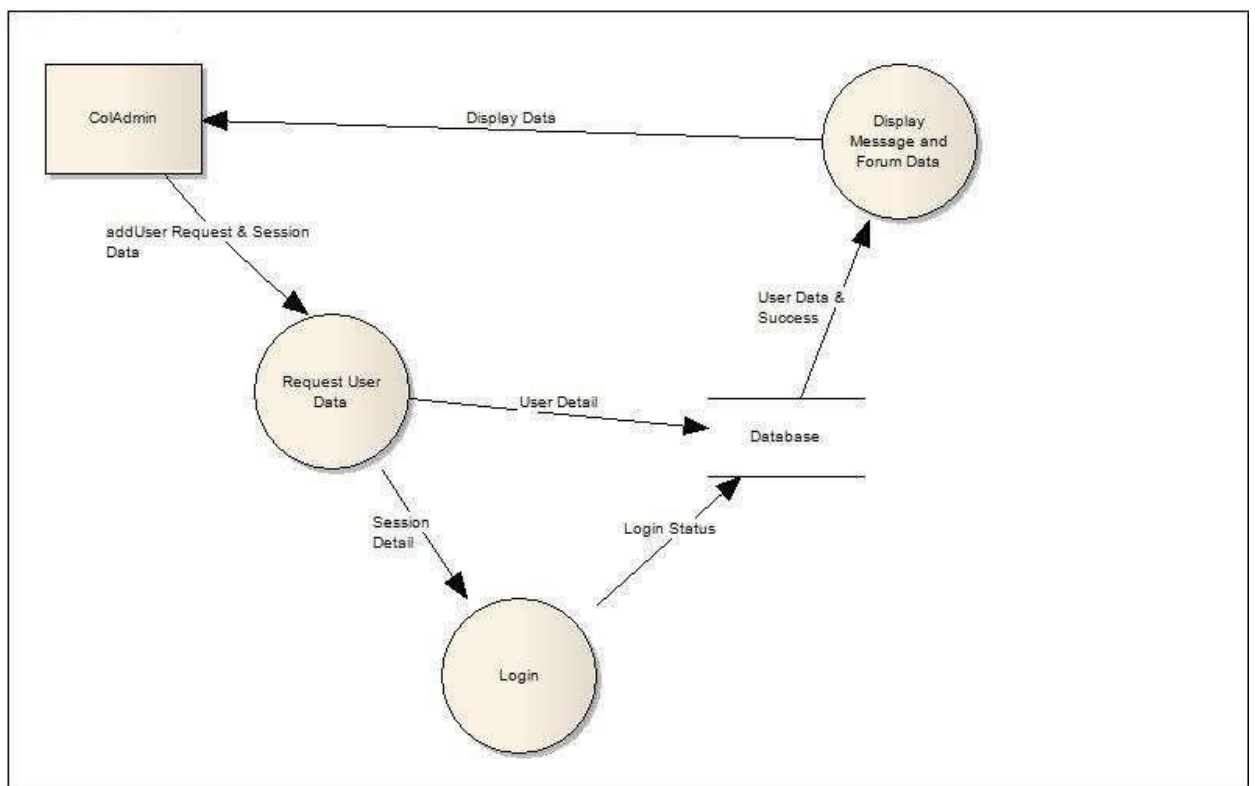 ColAdmin
Display Data
Display
Message and
Forum Data
addUser Request & Session
Data
User Data &
Success
Request User
Data
User Detail
Database
Session
Detail
Login Status
Login